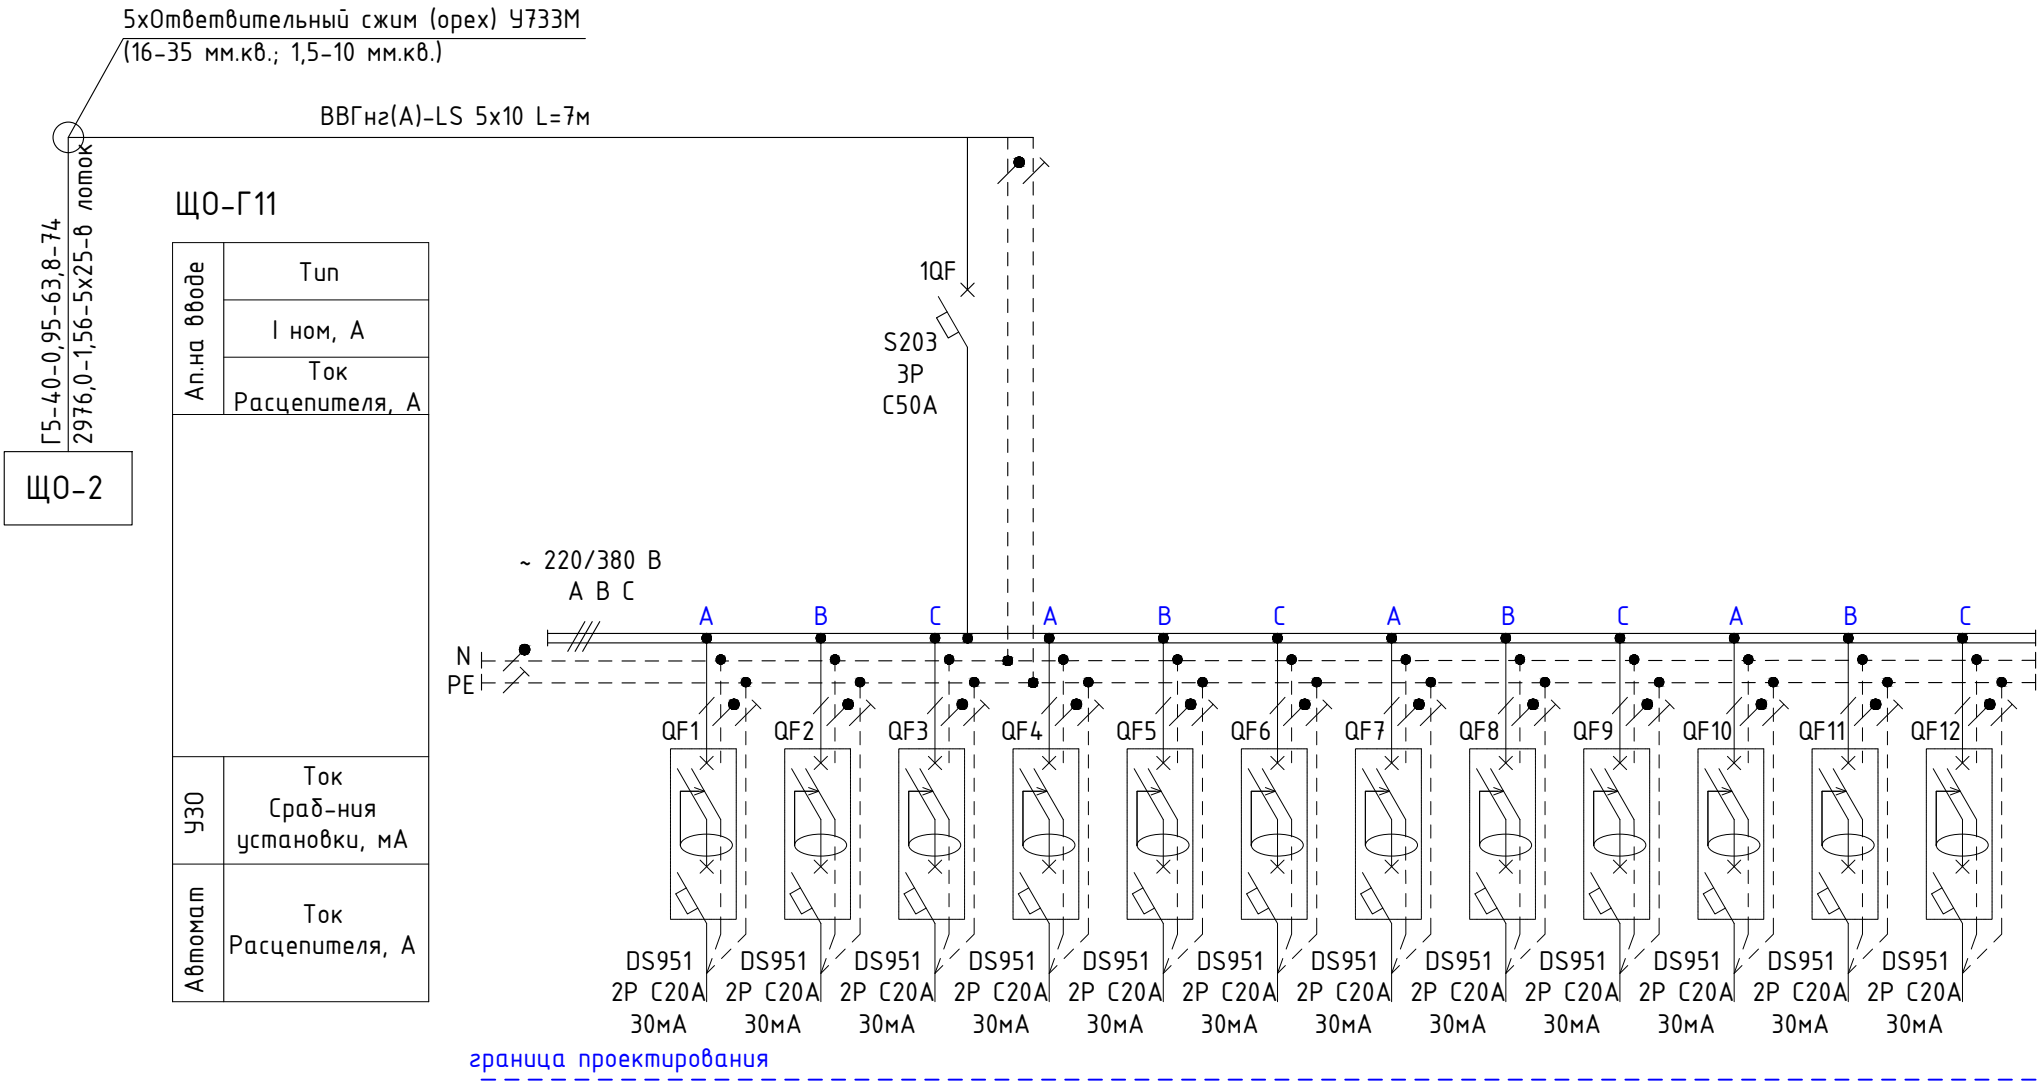 5хОтветвительный сжим (орех) У733М
(16-35 мм.кв.; 1,5-10 мм.кв.)
ВВГнг(А)-LS 5х10 L=7м
Г5-40-0,95-63,8-74
2976,0-1,56-5х25-в лоток
ЩО-2
ЩО-Г11
Ап.на вводе
Тип
I ном, А
Ток
Расцепителя, А
УЗО
Ток
Сраб-ния
установки, мА
Автомат
Ток
Расцепителя, А
1QF
S203
3P
C50A
~ 220/380 В
А В С
N
PE
A B C A B C A B C A B C
QF1 QF2 QF3 QF4 QF5 QF6 QF7 QF8 QF9 QF10 QF11 QF12
DS951 DS951 DS951 DS951 DS951 DS951 DS951 DS951 DS951 DS951 DS951 DS951
2P C20A 2P C20A 2P C20A 2P C20A 2P C20A 2P C20A 2P C20A 2P C20A 2P C20A 2P C20A 2P C20A 2P C20A
30мА 30мА 30мА 30мА 30мА 30мА 30мА 30мА 30мА 30мА 30мА 30мА
граница проектирования